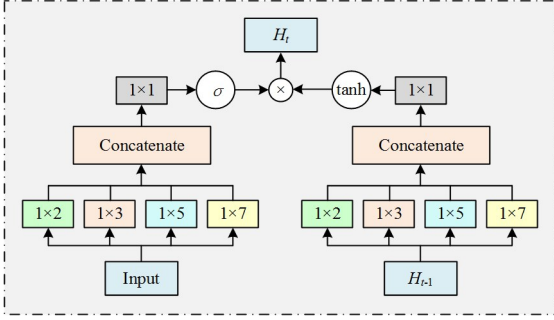 H_t
1×1 σ × tanh 1×1
Concatenate Concatenate
1×2 1×3 1×5 1×7 1×2 1×3 1×5 1×7
Input H_{t-1}